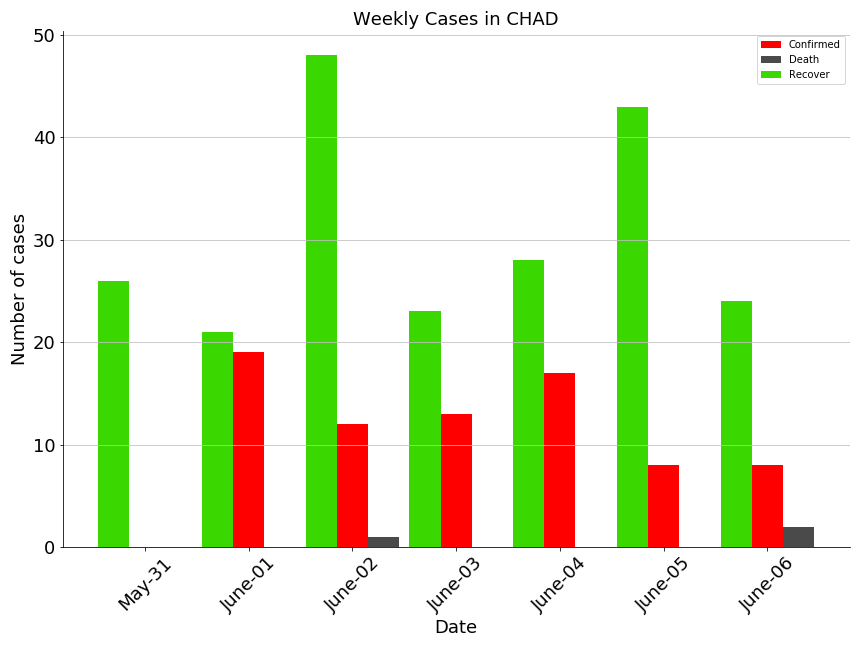 Weekly Cases in CHAD
Confirmed
Death
Recover
Number of cases
50
40
30
20
10
0
May-31
June-01
June-02
June-03
June-04
June-05
June-06
Date